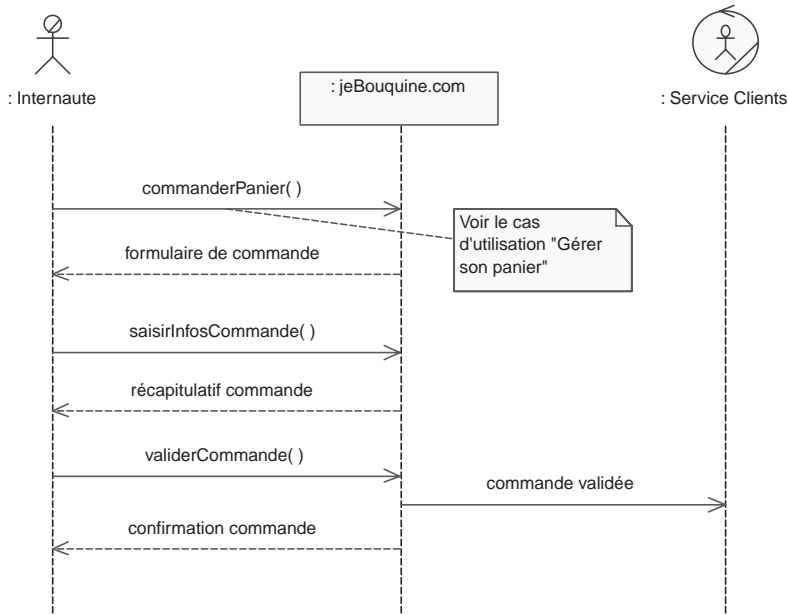 : Internaute
: jeBouquine.com
: Service Clients
commanderPanier( )
Voir le cas
d'utilisation "Gérer
son panier"
formulaire de commande
saisirInfosCommande( )
récapitulatif commande
validerCommande( )
commande validée
confirmation commande